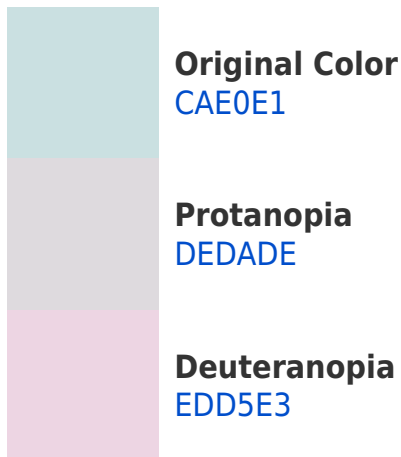 Original Color
CAE0E1
Protanopia
DEDADE
Deuteranopia
EDD5E3